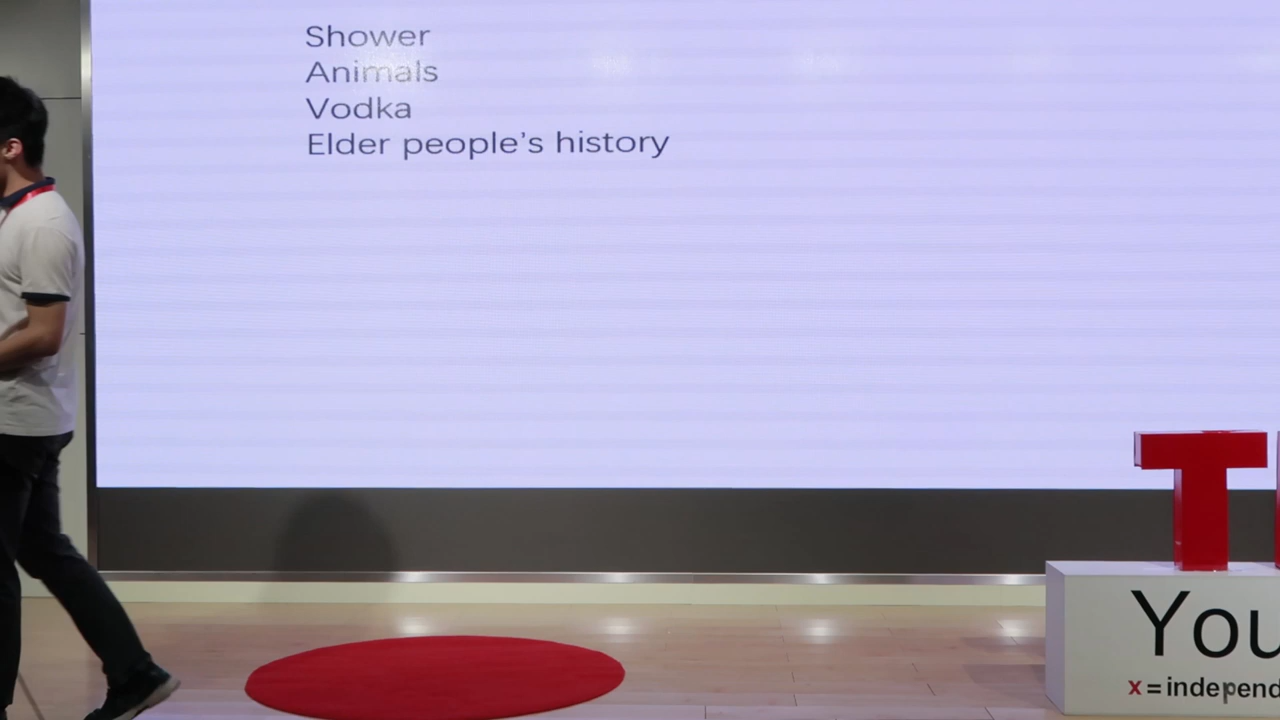 Shower
Animals
Vodka
Elder people's history
T
You
x=independ